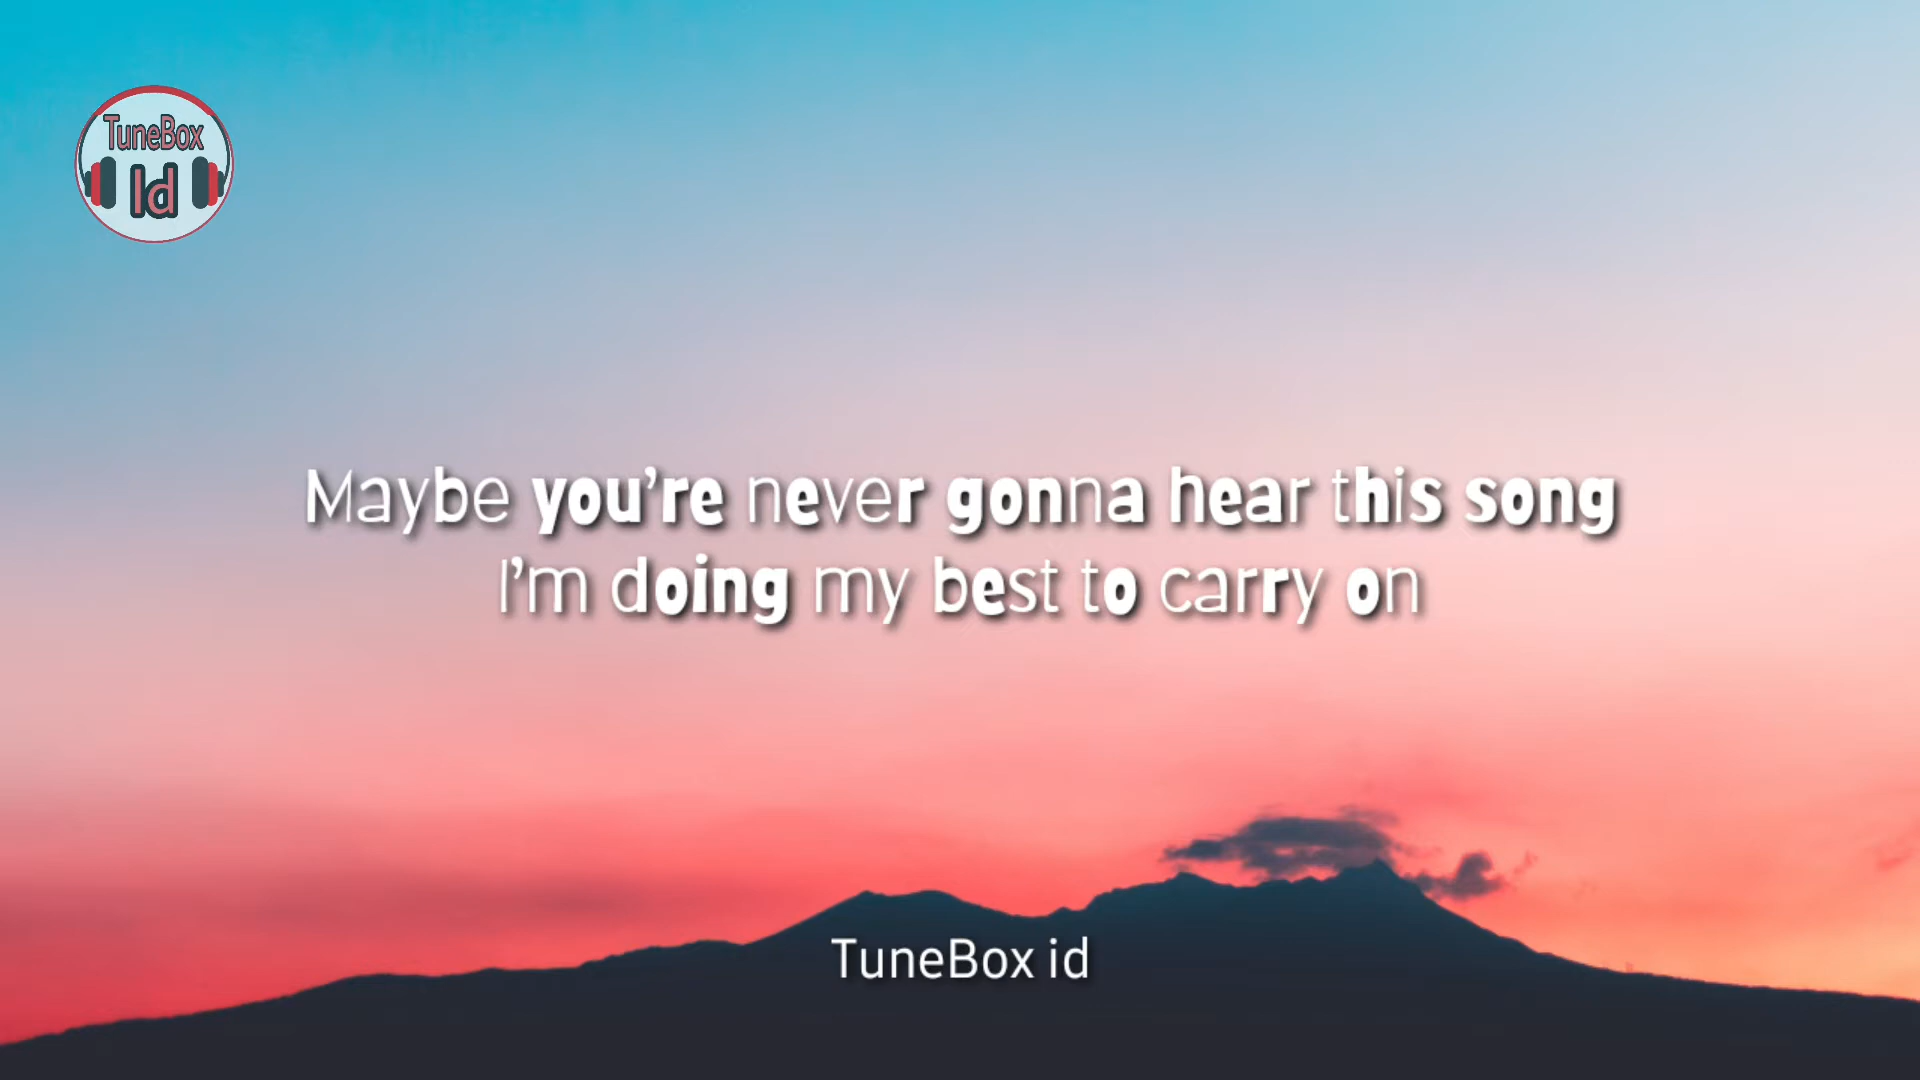 TuneBox
Id
Maybe you're never gonna hear this song
I'm doing my best to carry on
TuneBox id